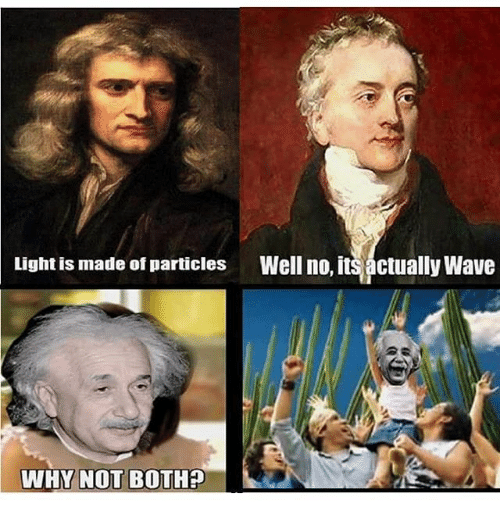 Light is made of particles
Well no, its actually Wave
WHY NOT BOTH?